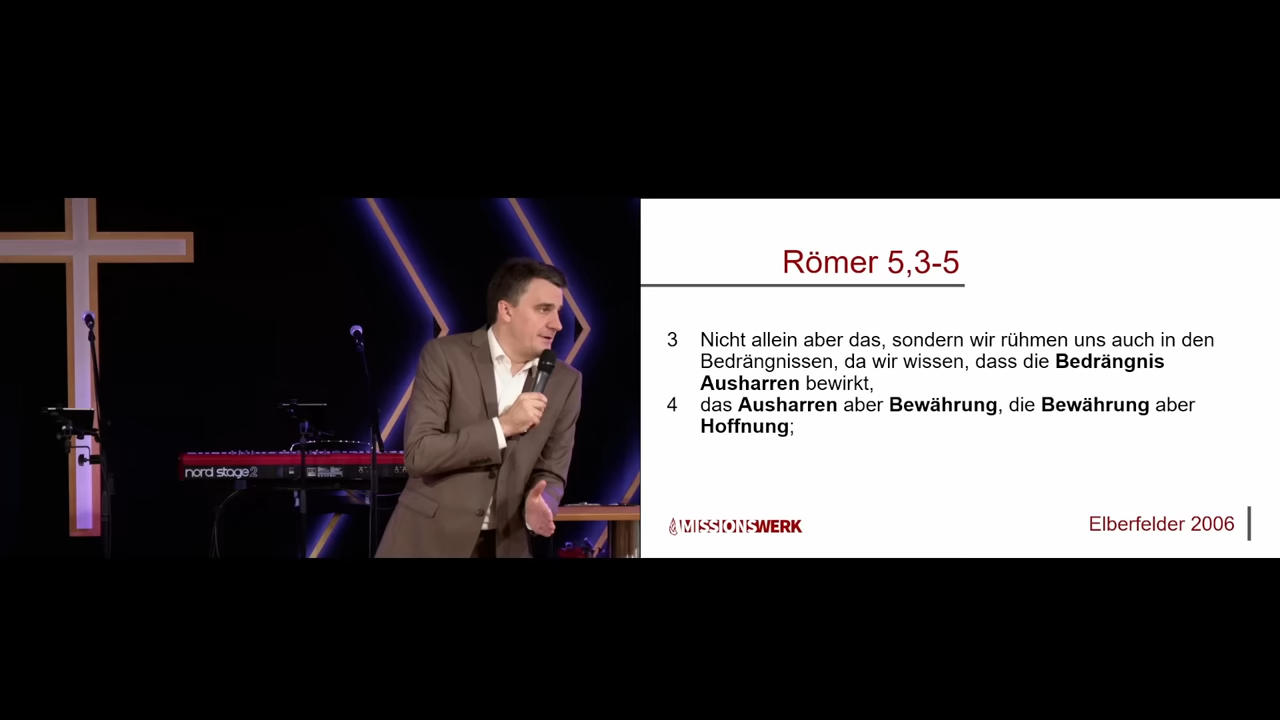 nord stage 2
Römer 5,3-5
3 Nicht allein aber das, sondern wir rühmen uns auch in den
Bedrängnissen, da wir wissen, dass die Bedrängnis
Ausharren bewirkt,
4 das Ausharren aber Bewährung, die Bewährung aber
Hoffnung;
MISSIONSWERK
Elberfelder 2006